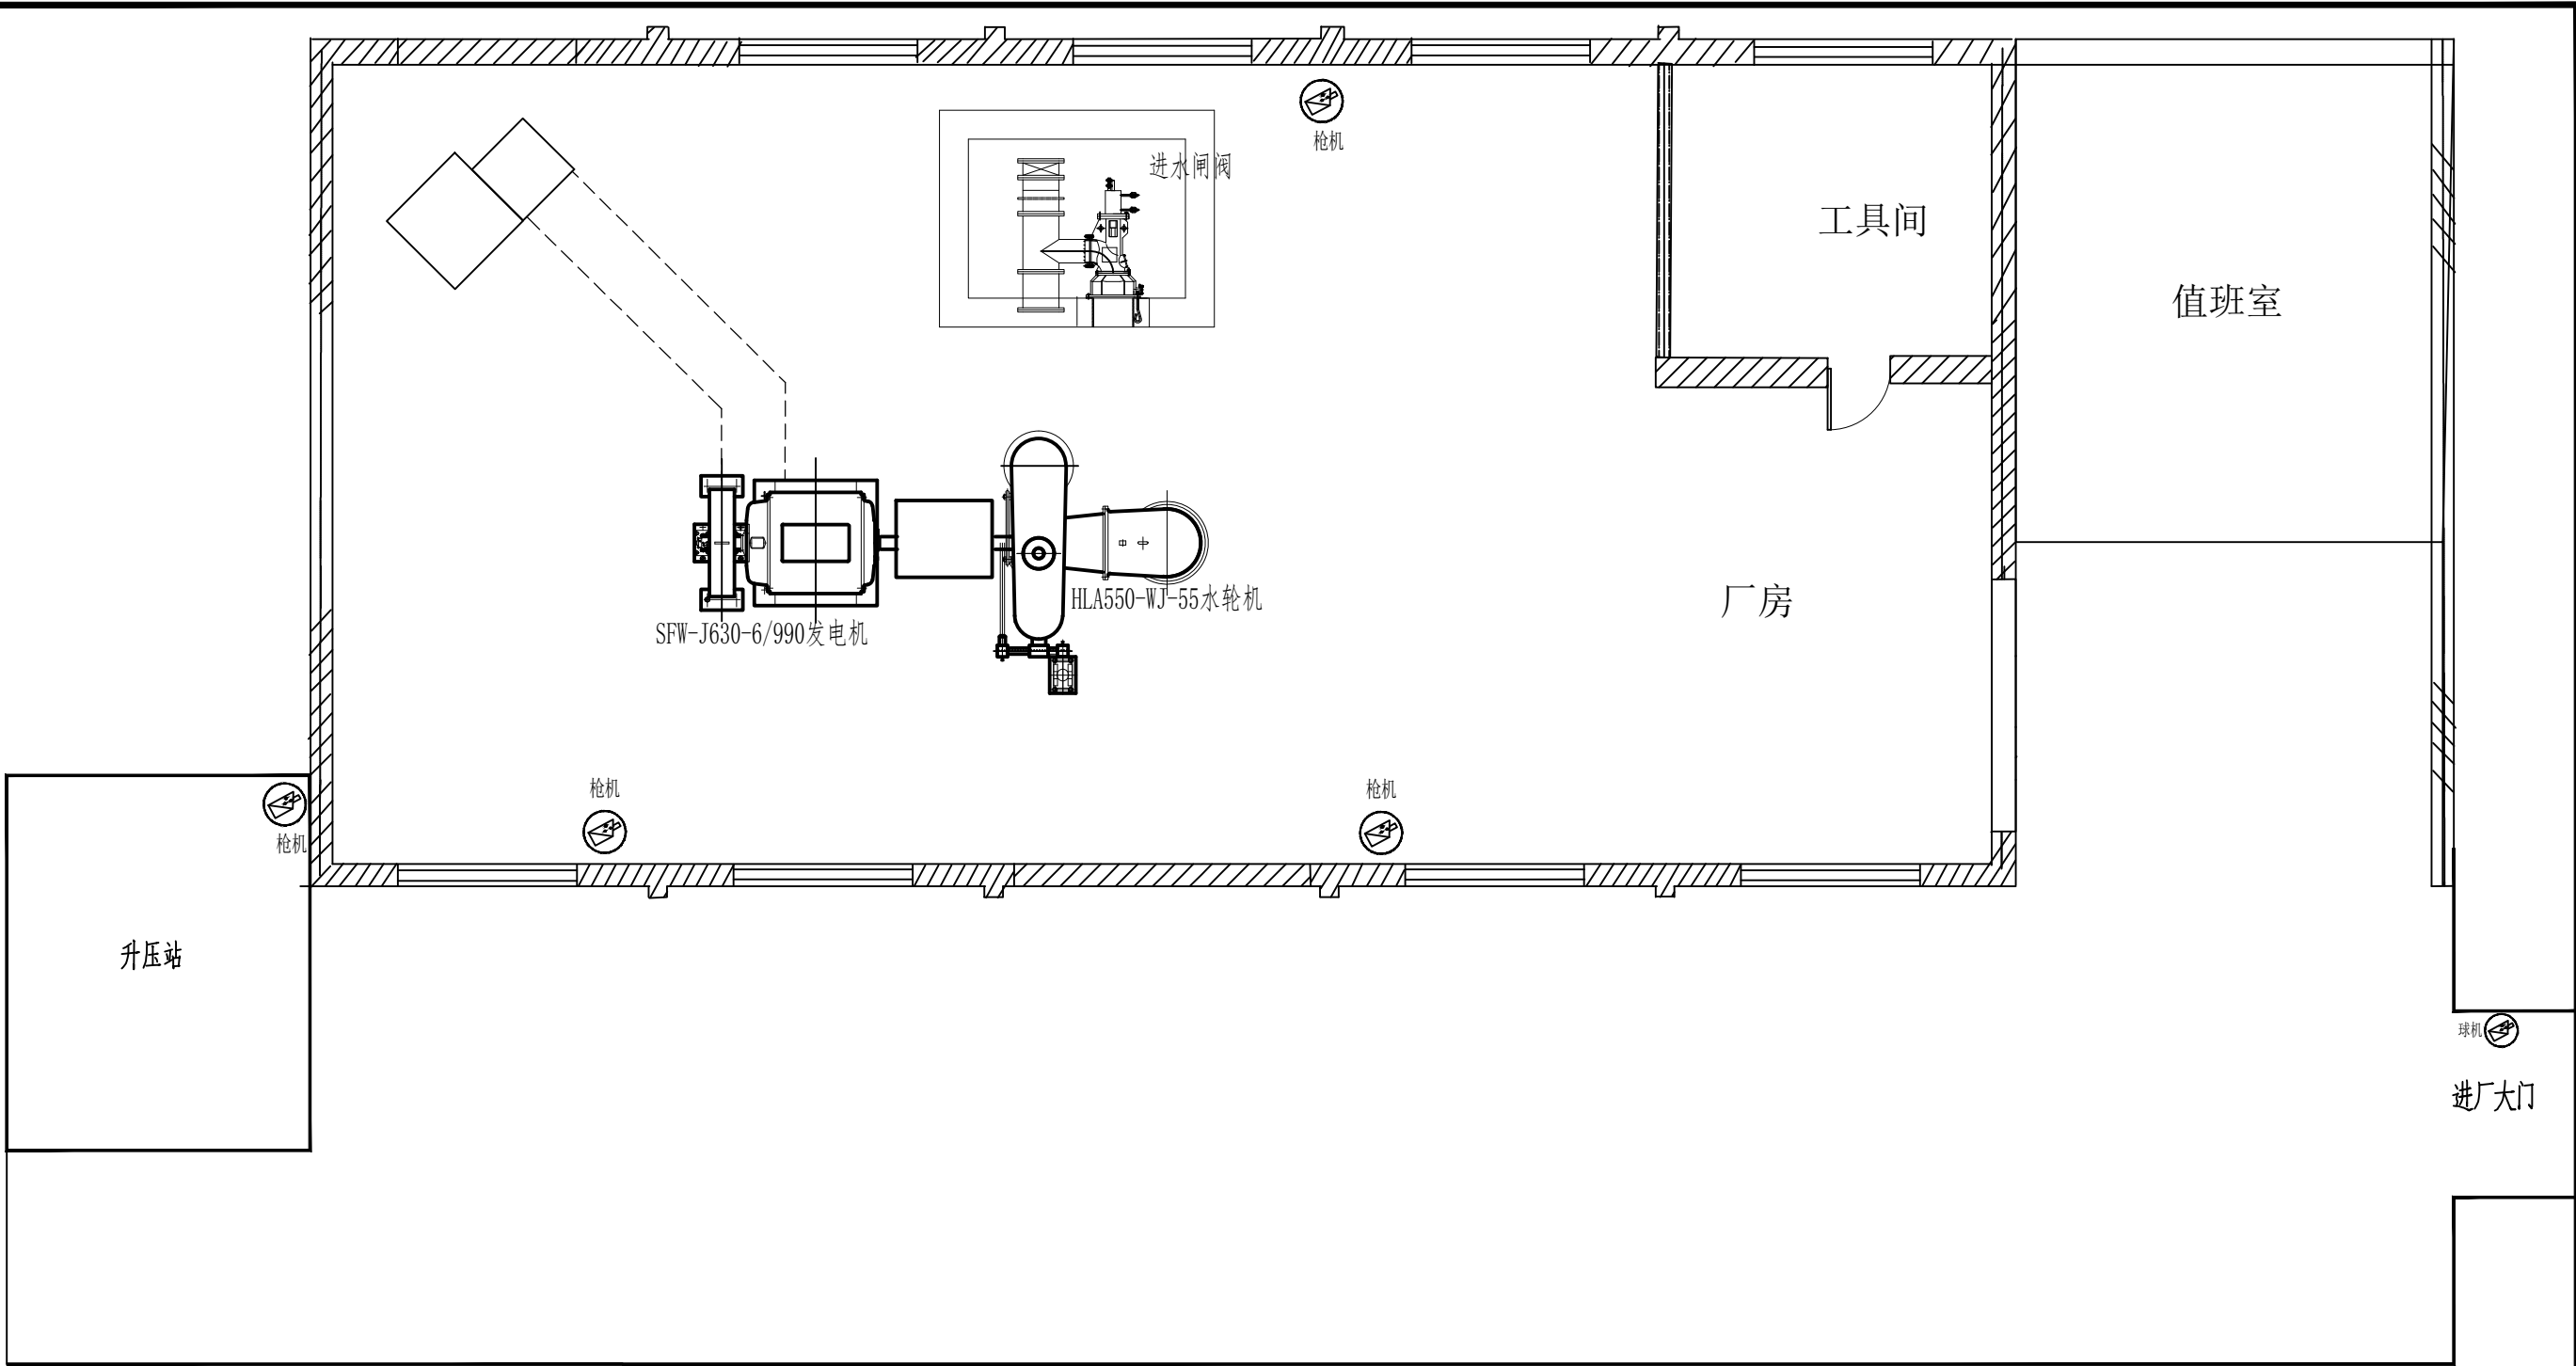 枪机
进水闸阀
工具间
值班室
厂房
HLA550-WJ-55水轮机
SFW-J630-6/990发电机
枪机
枪机
枪机
升压站
球机
进厂大门